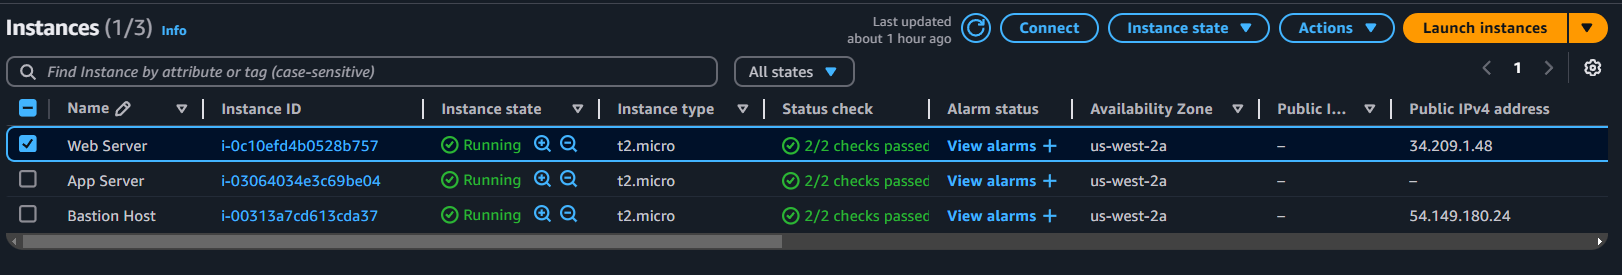 Instances (1/3) Info
Last updated
about 1 hour ago
Connect Instance state Actions Launch instances
Find Instance by attribute or tag (case-sensitive) All states 1
Name Instance ID Instance state Instance type Status check Alarm status Availability Zone Public I... Public IPv4 address
Web Server i-0c10efd4b0528b757 Running t2.micro 2/2 checks passed View alarms + us-west-2a – 34.209.1.48
App Server i-03064034e3c69be04 Running t2.micro 2/2 checks passed View alarms + us-west-2a – –
Bastion Host i-00313a7cd613cda37 Running t2.micro 2/2 checks passed View alarms + us-west-2a – 54.149.180.24